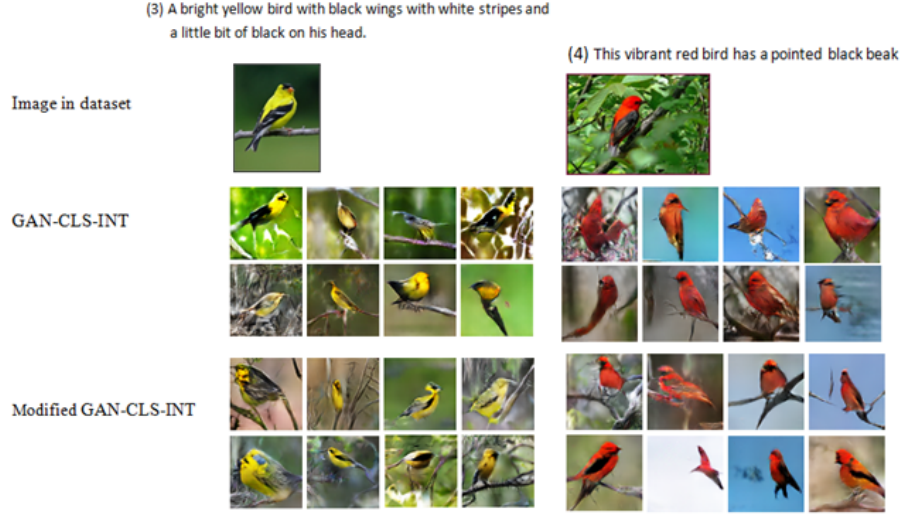 (3) A bright yellow bird with black wings with white stripes and
a little bit of black on his head.
(4) This vibrant red bird has a pointed black beak
Image in dataset
GAN-CLS-INT
Modified GAN-CLS-INT